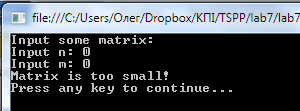 file:///C:/Users/Олег/Dropbox/КПІ/TSPP/lab7/lab7
Input some matrix:
Input n: 0
Input m: 0
Matrix is too small!
Press any key to continue...